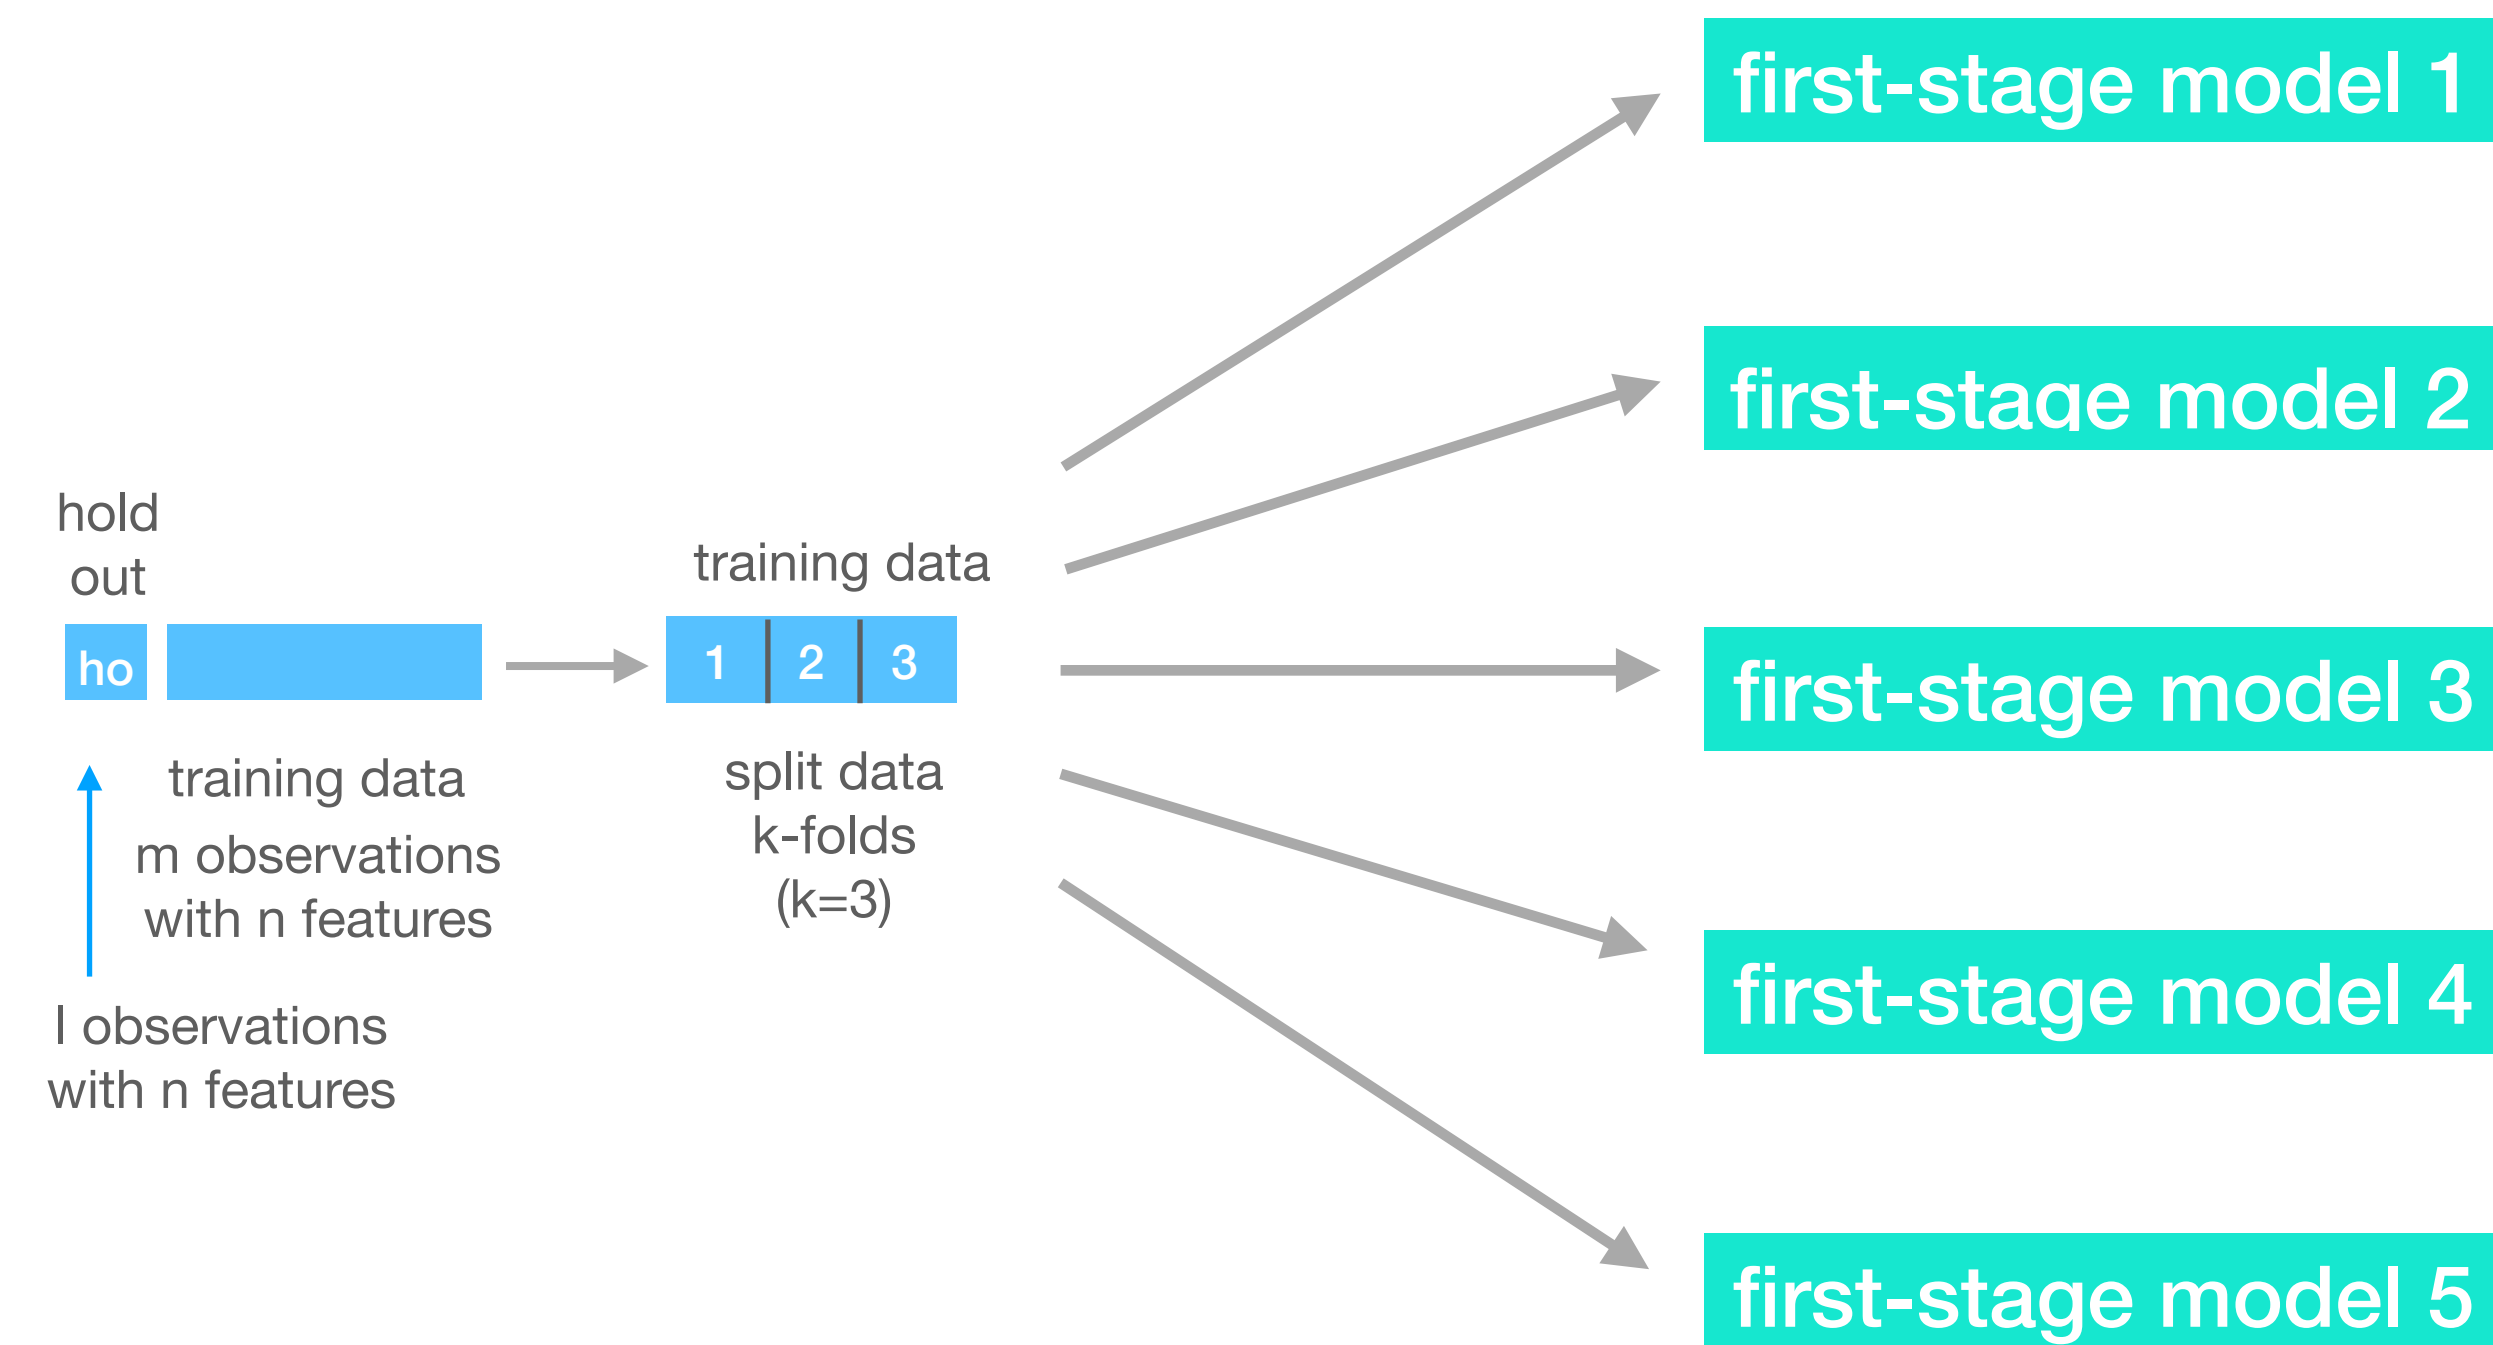 hold
out
ho
training data
m observations
with n features
l observations
with n features
training data
1 2 3
split data
k-folds
(k=3)
first-stage model 1
first-staqe model 2
first-stage model 3
first-stage model 4
first-stage model 5